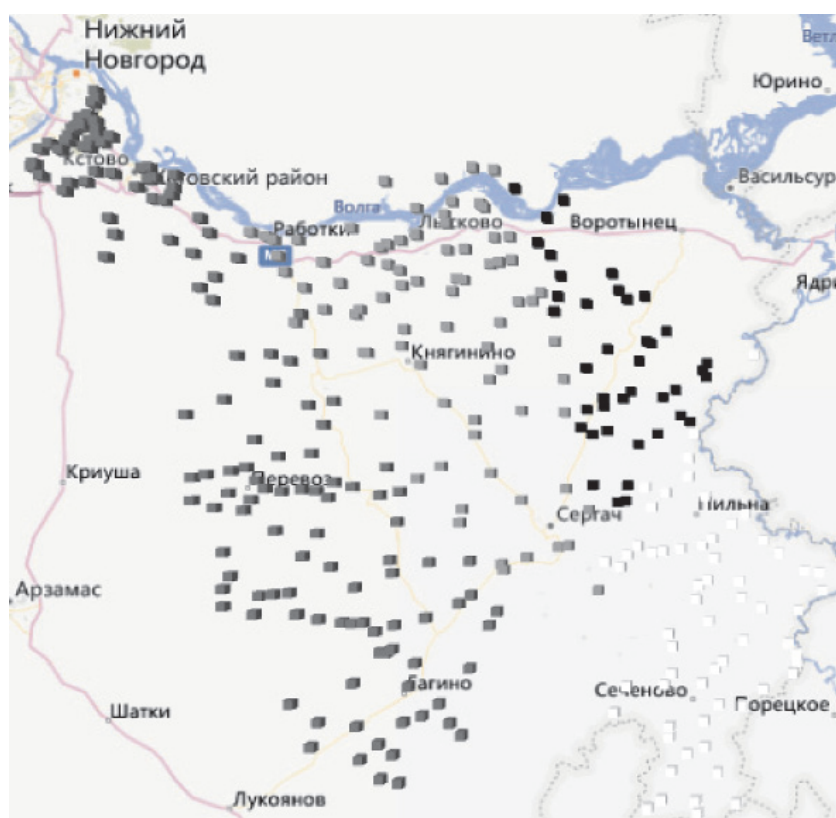 Нижний
Новгород
Ветл
Юрино
Кстово
товский район
Васильсур
Волга
Работки
Лысково
Воротынец
Ядр
Княгинино
Криуша
Перевоз
Пильна
Сергач
Арзамас
Гагино
Сеченово
Горецкое
Шатки
Лукоянов